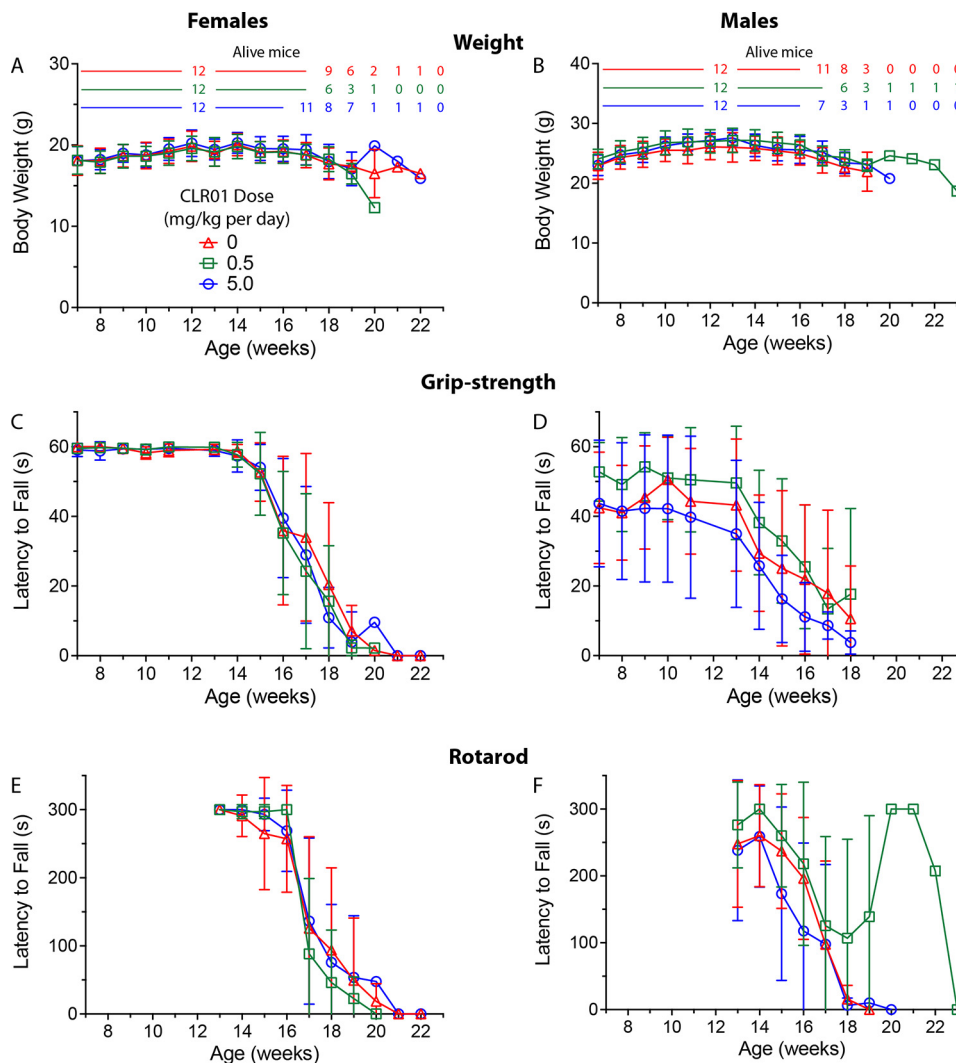 Females
Males
Weight
A
Alive mice
12 9 6 2 1 1 0
12 6 3 1 0 0 0
12 11 8 7 1 1 0
Body Weight (g)
40
30
20
10
0
CLR01 Dose
(mg/kg per day)
0
0.5
5.0
8 10 12 14 16 18 20 22
Age (weeks)
B
Alive mice
12 11 8 3 0 0 0
12 6 3 1 1 1
12 7 3 1 1 0 0
Body Weight (g)
40
30
20
10
0
8 10 12 14 16 18 20 22
Age (weeks)
Grip-strength
C
Latency to Fall (s)
60
40
20
0
8 10 12 14 16 18 20 22
Age (weeks)
D
Latency to Fall (s)
60
40
20
0
8 10 12 14 16 18 20 22
Age (weeks)
Rotarod
E
Latency to Fall (s)
300
200
100
0
8 10 12 14 16 18 20 22
Age (weeks)
F
Latency to Fall (s)
300
200
100
0
8 10 12 14 16 18 20 22
Age (weeks)